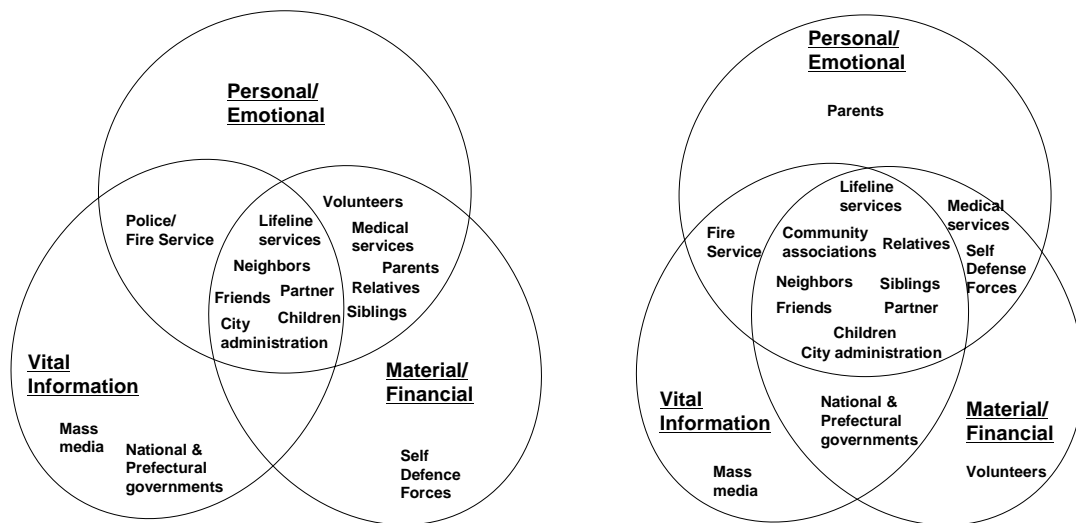 Personal/
Emotional
Volunteers
Police/
Fire Service
Lifeline
services
Medical
services
Neighbors
Parents
Relatives
Friends
Partner
Siblings
City
administration
Children
Vital
Information
Material/
Financial
Mass
media
National &
Prefectural
governments
Self
Defence
Forces
Personal/
Emotional
Parents
Lifeline
services
Medical
services
Fire
Service
Community
associations
Relatives
Self
Defense
Forces
Neighbors
Siblings
Friends
Partner
Children
City administration
Vital
Information
National &
Prefectural
governments
Material/
Financial
Mass
media
Volunteers